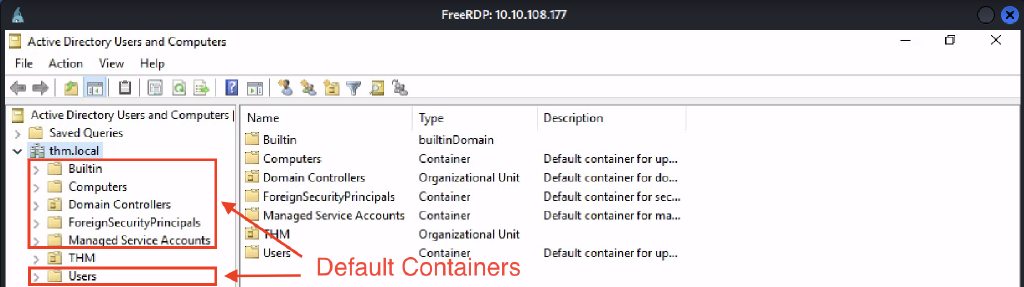 FreeRDP: 10.10.108.177
Active Directory Users and Computers
File Action View Help
Active Directory Users and Computers
Saved Queries
thm.local
Builtin
Computers
Domain Controllers
ForeignSecurityPrincipals
Managed Service Accounts
THM
Users
Name Type Description
Builtin builtinDomain
Computers Container Default container for up...
Domain Controllers Organizational Unit Default container for do...
ForeignSecurityPrincipals Container Default container for sec...
Managed Service Accounts Container Default container for ma...
THM Organizational Unit
Users Container Default container for up...
Default Containers